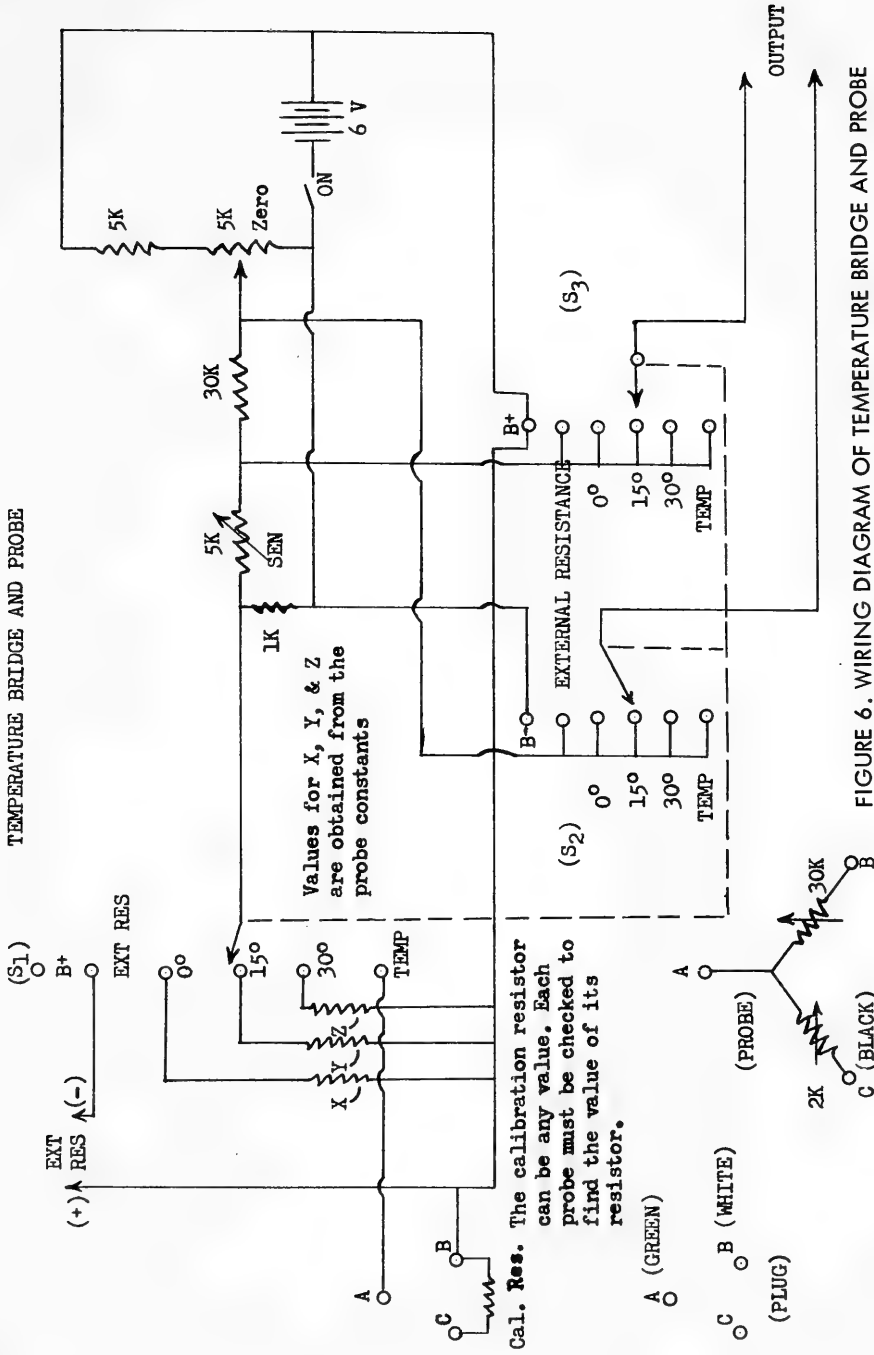 TEMPERATURE BRIDGE AND PROBE
(S1)
B+
EXT RES
0°
15°
30°
TEMP
EXT
RES
(+)
(-)
X
Y
Z
A
B
C
Cal. Res. The calibration resistor
can be any value. Each
probe must be checked to
find the value of its
resistor.
Values for X, Y, & Z
are obtained from the
probe constants
5K
SEN
1K
30K
5K
5K
Zero
ON
6 V
(S2)
B-
EXTERNAL RESISTANCE
0°
15°
30°
TEMP
(S3)
B+
0°
15°
30°
TEMP
OUTPUT
A (GREEN)
C
B (WHITE)
(PLUG)
A
(PROBE)
2K
30K
C (BLACK)
B
FIGURE 6. WIRING DIAGRAM OF TEMPERATURE BRIDGE AND PROBE